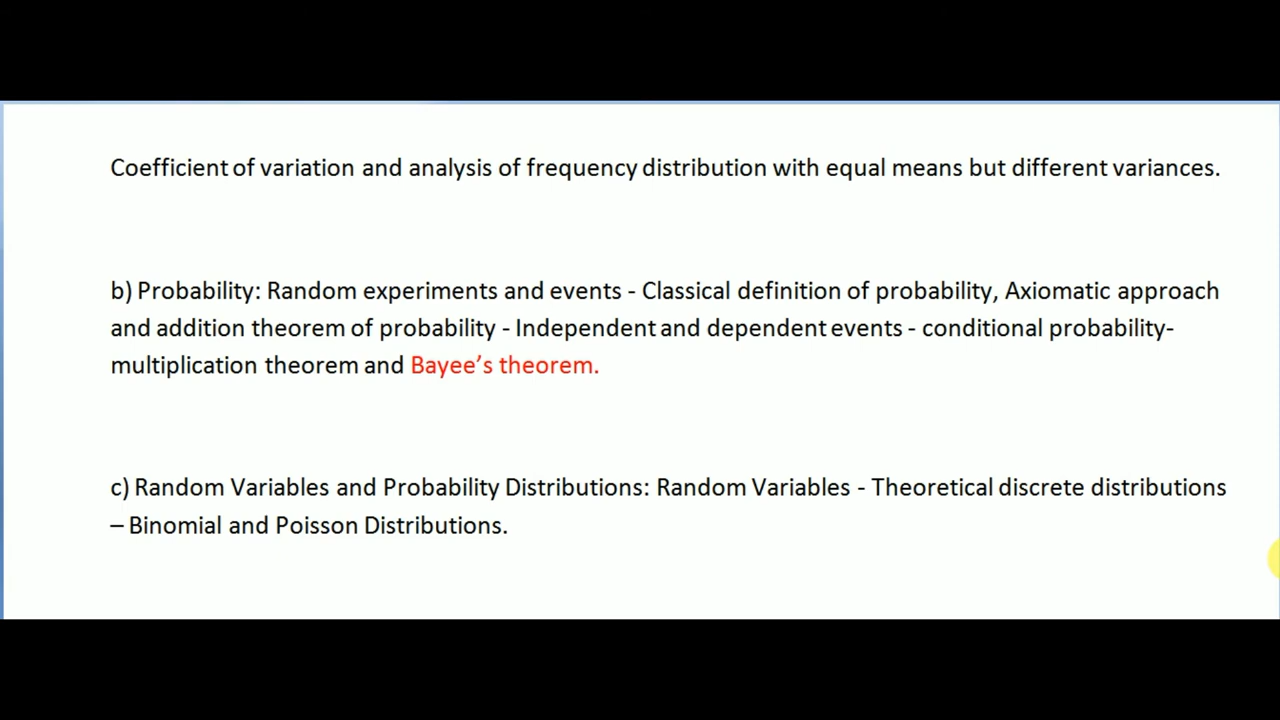 Coefficient of variation and analysis of frequency distribution with equal means but different variances.
b) Probability: Random experiments and events - Classical definition of probability, Axiomatic approach
and addition theorem of probability - Independent and dependent events - conditional probability-
multiplication theorem and Bayee’s theorem.
c) Random Variables and Probability Distributions: Random Variables - Theoretical discrete distributions
– Binomial and Poisson Distributions.